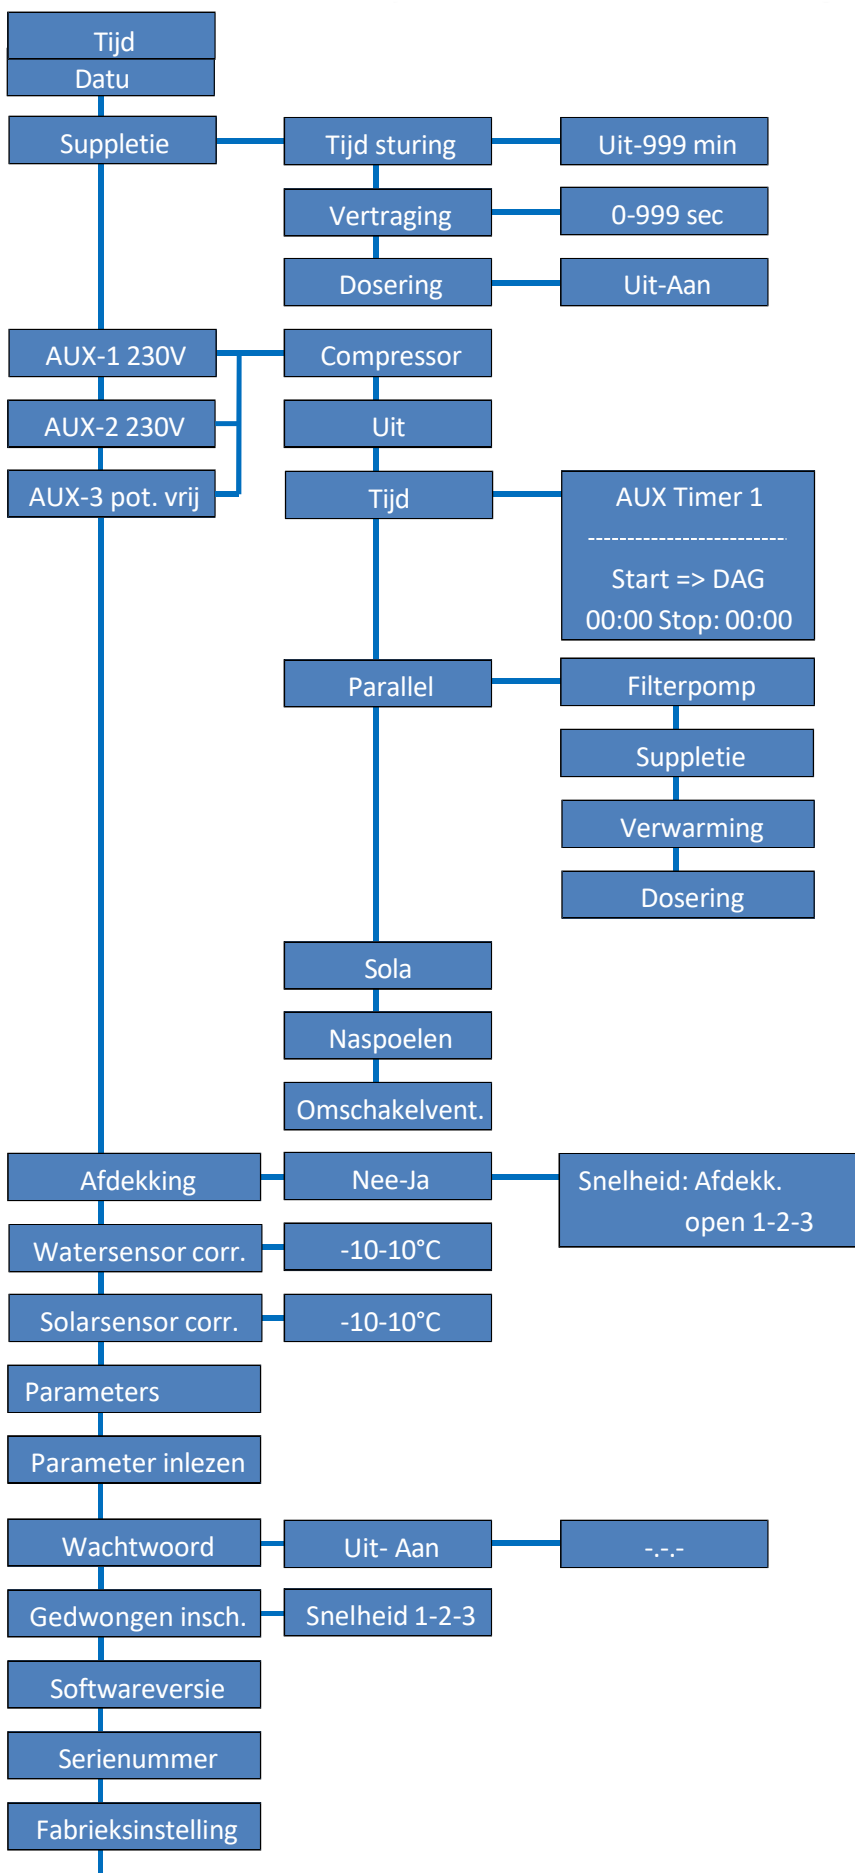 Tijd
Datu
Suppletie
Tijd sturing
Uit-999 min
Vertraging
0-999 sec
Dosering
Uit-Aan
AUX-1 230V
Compressor
AUX-2 230V
Uit
AUX-3 pot. vrij
Tijd
AUX Timer 1
--------------------------
Start => DAG
00:00 Stop: 00:00
Parallel
Filterpomp
Suppletie
Verwarming
Dosering
Sola
Naspoelen
Omschakelvent.
Afdekking
Nee-Ja
Snelheid: Afdekk.
open 1-2-3
Watersensor corr.
-10-10°C
Solarsensor corr.
-10-10°C
Parameters
Parameter inlezen
Wachtwoord
Uit- Aan
-.-.-
Gedwongen insch.
Snelheid 1-2-3
Softwareversie
Serienummer
Fabrieksinstelling